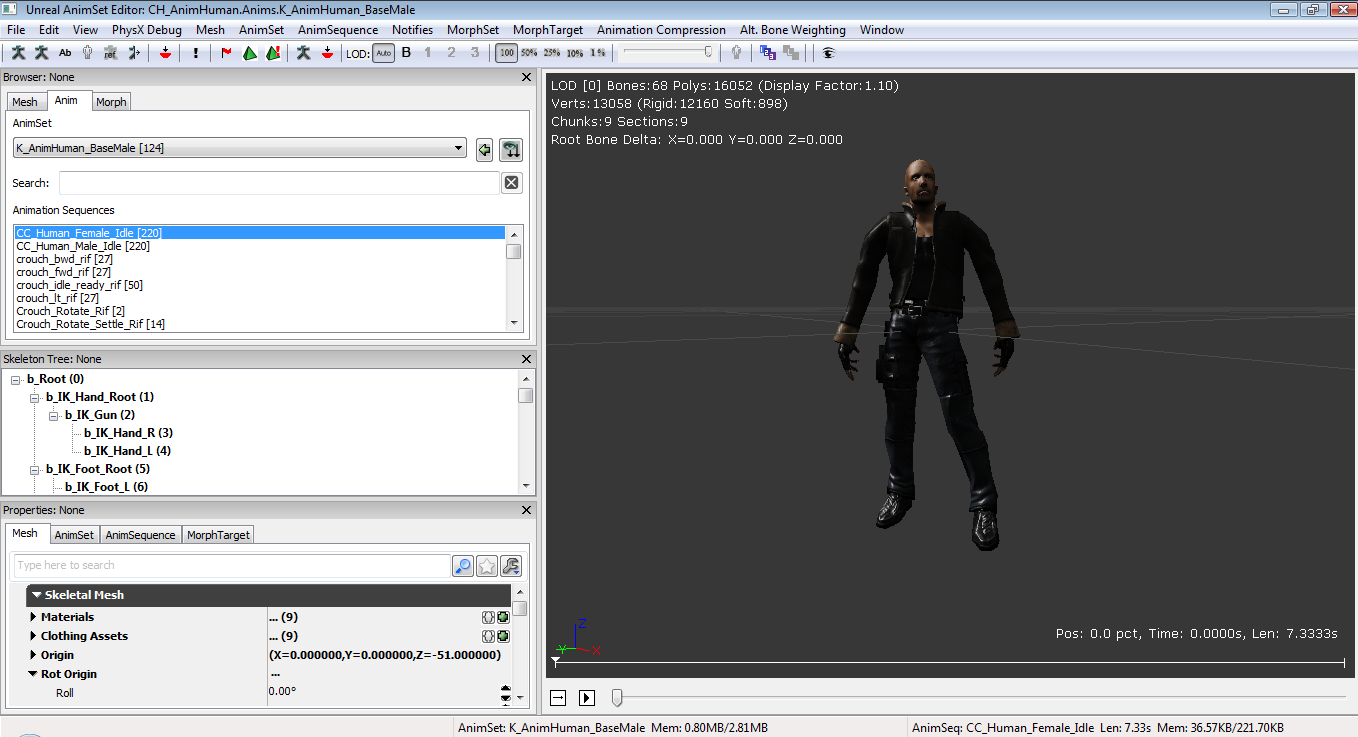 Unreal AnimSet Editor: CH_AnimHuman.Anims.K_AnimHuman_BaseMale
File Edit View PhysX Debug Mesh AnimSet AnimSequence Notifies MorphSet MorphTarget Animation Compression Alt. Bone Weighting Window
Ab ref. ! LOD: Auto B 1 2 3 100 50% 25% 10% 1%
Browser: None
Mesh Anim Morph
AnimSet
K_AnimHuman_BaseMale [124]
Search:
Animation Sequences
CC_Human_Female_Idle [220]
CC_Human_Male_Idle [220]
crouch_bwd_rif [27]
crouch_fwd_rif [27]
crouch_idle_ready_rif [50]
crouch_lt_rif [27]
Crouch_Rotate_Rif [2]
Crouch_Rotate_Settle_Rif [14]
Skeleton Tree: None
b_Root (0)
b_IK_Hand_Root (1)
b_IK_Gun (2)
b_IK_Hand_R (3)
b_IK_Hand_L (4)
b_IK_Foot_Root (5)
b_IK_Foot_L (6)
Properties: None
Mesh AnimSet AnimSequence MorphTarget
Type here to search
Skeletal Mesh
Materials ... (9)
Clothing Assets ... (9)
Origin (X=0.000000,Y=0.000000,Z=-51.000000)
Rot Origin ...
Roll 0.00°
LOD [0] Bones:68 Polys:16052 (Display Factor:1.10)
Verts:13058 (Rigid:12160 Soft:898)
Chunks:9 Sections:9
Root Bone Delta: X=0.000 Y=0.000 Z=0.000
Z
Y X
Pos: 0.0 pct, Time: 0.0000s, Len: 7.3333s
AnimSet: K_AnimHuman_BaseMale Mem: 0.80MB/2.81MB
AnimSeq: CC_Human_Female_Idle Len: 7.33s Mem: 36.57KB/221.70KB